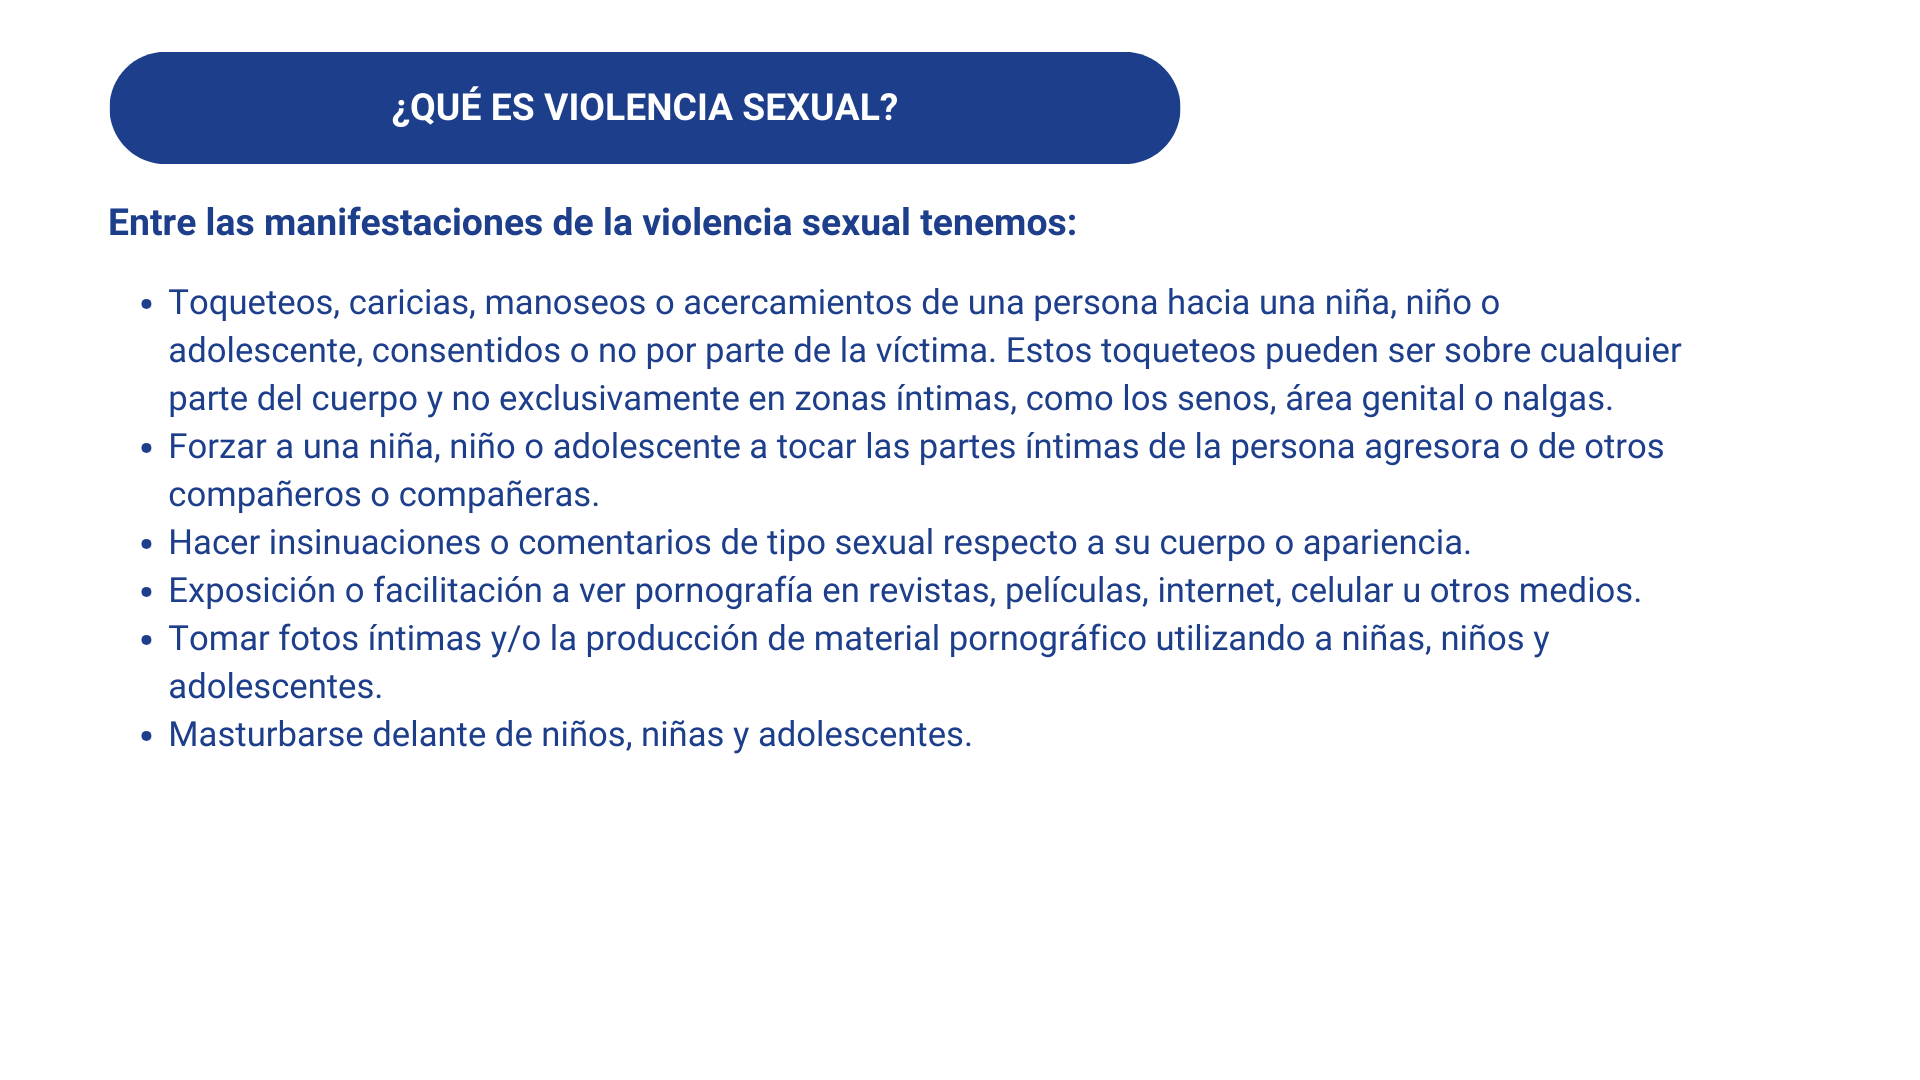 ¿QUÉ ES VIOLENCIA SEXUAL?
Entre las manifestaciones de la violencia sexual tenemos:
• Toqueteos, caricias, manoseos o acercamientos de una persona hacia una niña, niño o
adolescente, consentidos o no por parte de la víctima. Estos toqueteos pueden ser sobre cualquier
parte del cuerpo y no exclusivamente en zonas íntimas, como los senos, área genital o nalgas.
• Forzar a una niña, niño o adolescente a tocar las partes íntimas de la persona agresora o de otros
compañeros o compañeras.
• Hacer insinuaciones o comentarios de tipo sexual respecto a su cuerpo o apariencia.
• Exposición o facilitación a ver pornografía en revistas, películas, internet, celular u otros medios.
• Tomar fotos íntimas y/o la producción de material pornográfico utilizando a niñas, niños y
adolescentes.
• Masturbarse delante de niños, niñas y adolescentes.